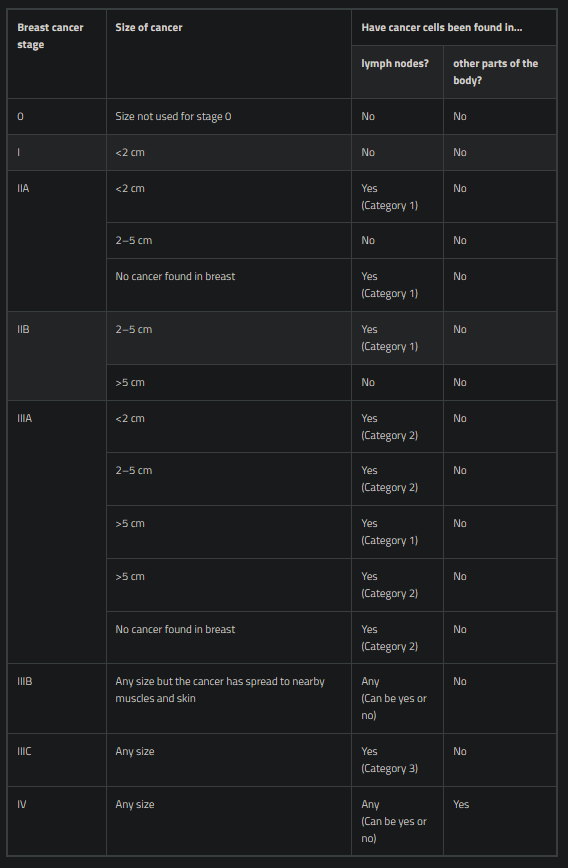 Breast cancer stage
Size of cancer
Have cancer cells been found in...
lymph nodes?
other parts of the body?
0
Size not used for stage 0
No
No
I
<2 cm
No
No
IIA
<2 cm
Yes
(Category 1)
No
2–5 cm
No
No
No cancer found in breast
Yes
(Category 1)
No
IIB
2–5 cm
Yes
(Category 1)
No
>5 cm
No
No
IIIA
<2 cm
Yes
(Category 2)
No
2–5 cm
Yes
(Category 2)
No
>5 cm
Yes
(Category 1)
No
>5 cm
Yes
(Category 2)
No
No cancer found in breast
Yes
(Category 2)
No
IIIB
Any size but the cancer has spread to nearby
muscles and skin
Any
(Can be yes or
no)
No
IIIC
Any size
Yes
(Category 3)
No
IV
Any size
Any
(Can be yes or
no)
Yes